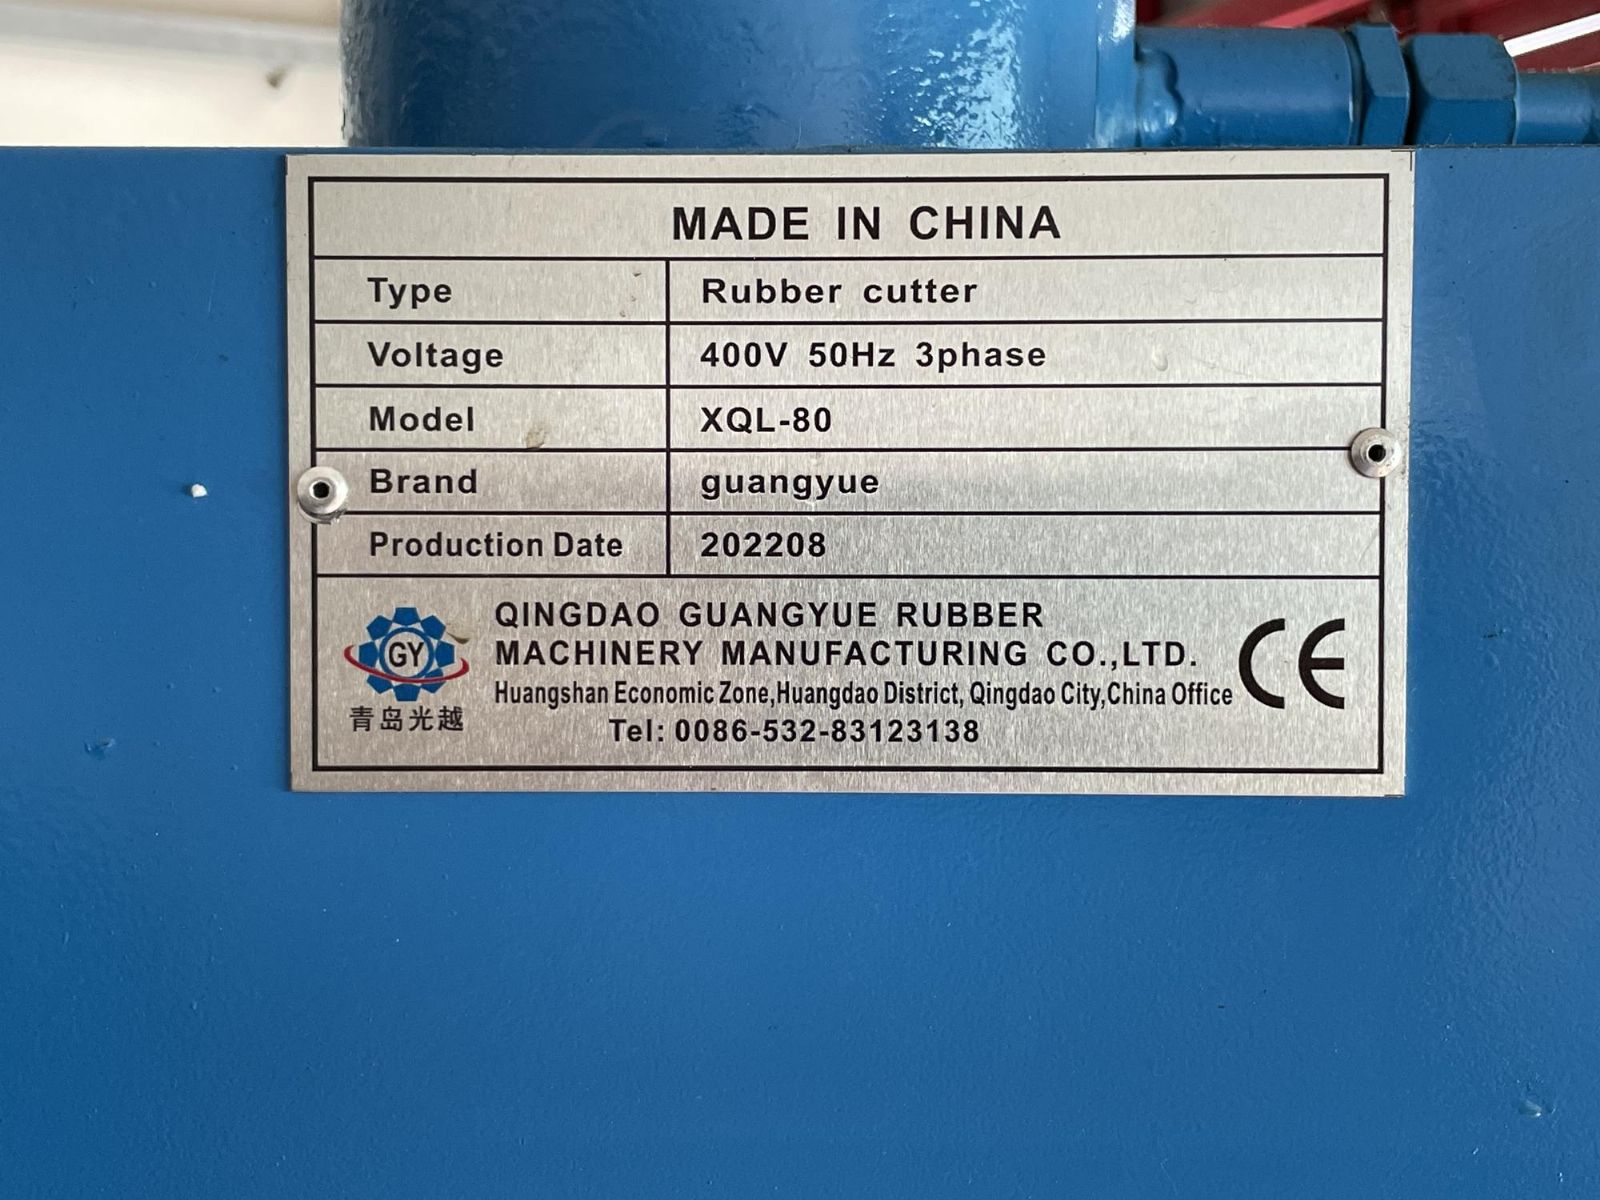 MADE IN CHINA
Type Rubber cutter
Voltage 400V 50Hz 3phase
Model XQL-80
Brand guangyue
Production Date 202208
GY
青岛光越
QINGDAO GUANGYUE RUBBER
MACHINERY MANUFACTURING CO.,LTD.
Huangshan Economic Zone,Huangdao District, Qingdao City,China Office
Tel: 0086-532-83123138
CE